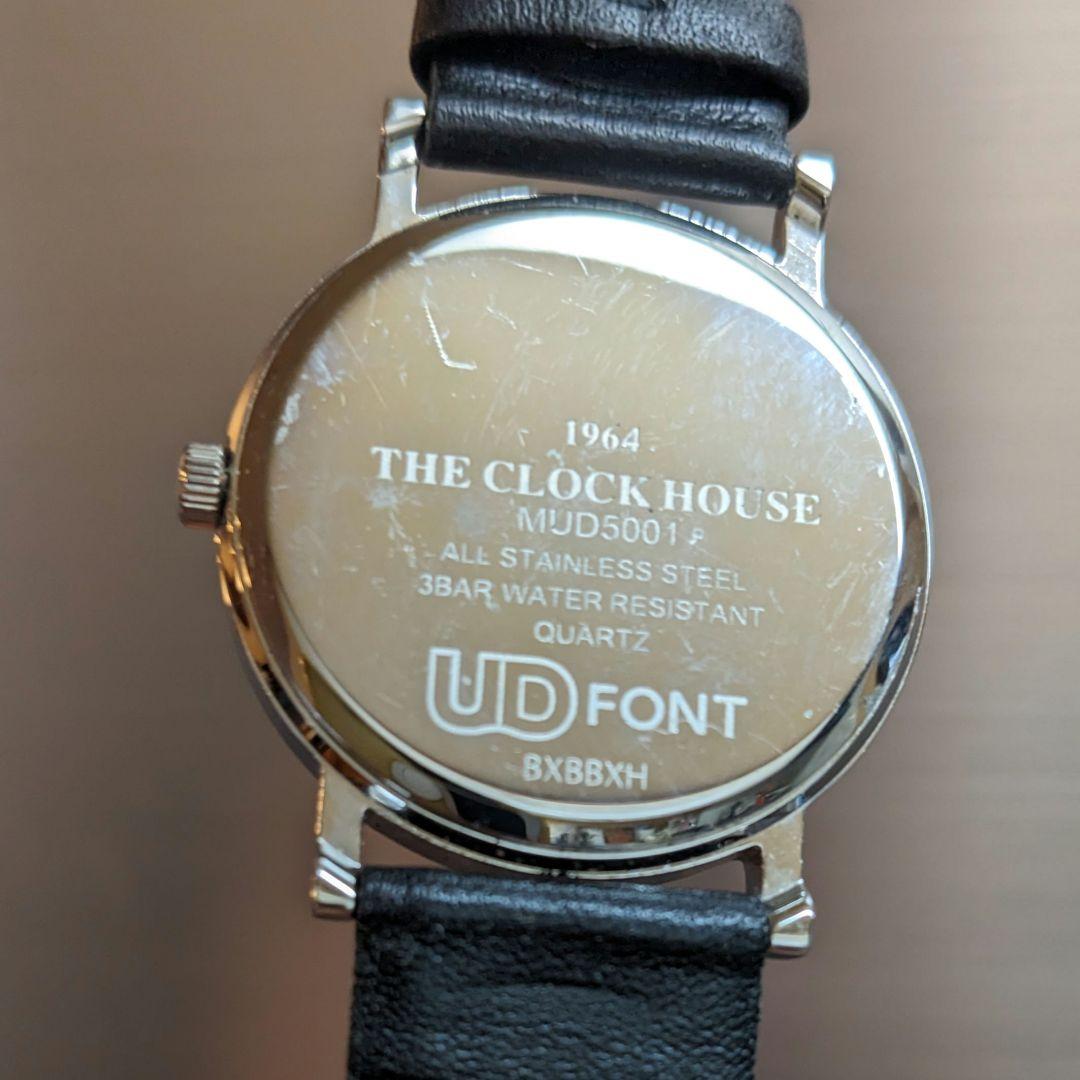 1964
THE CLOCK HOUSE
MUD5001
ALL STAINLESS STEEL
3BAR WATER RESISTANT
QUARTZ
UD FONT
BXBBXH